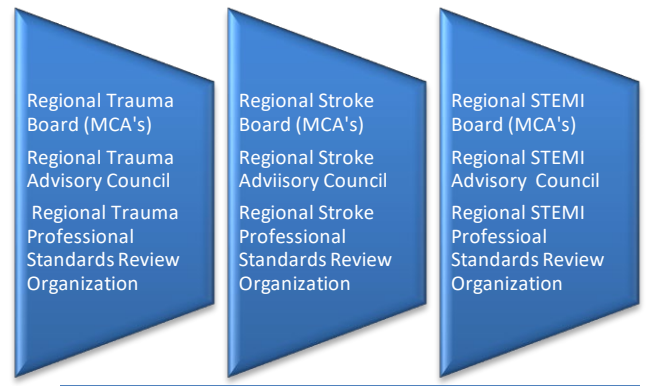 Regional Trauma
Board (MCA's)
Regional Trauma
Advisory Council
Regional Trauma
Professional
Standards Review
Organization
Regional Stroke
Board (MCA's)
Regional Stroke
Adviisory Council
Regional Stroke
Professional
Standards Review
Organization
Regional STEMI
Board (MCA's)
Regional STEMI
Advisory Council
Regional STEMI
Professioal
Standards Review
Organization